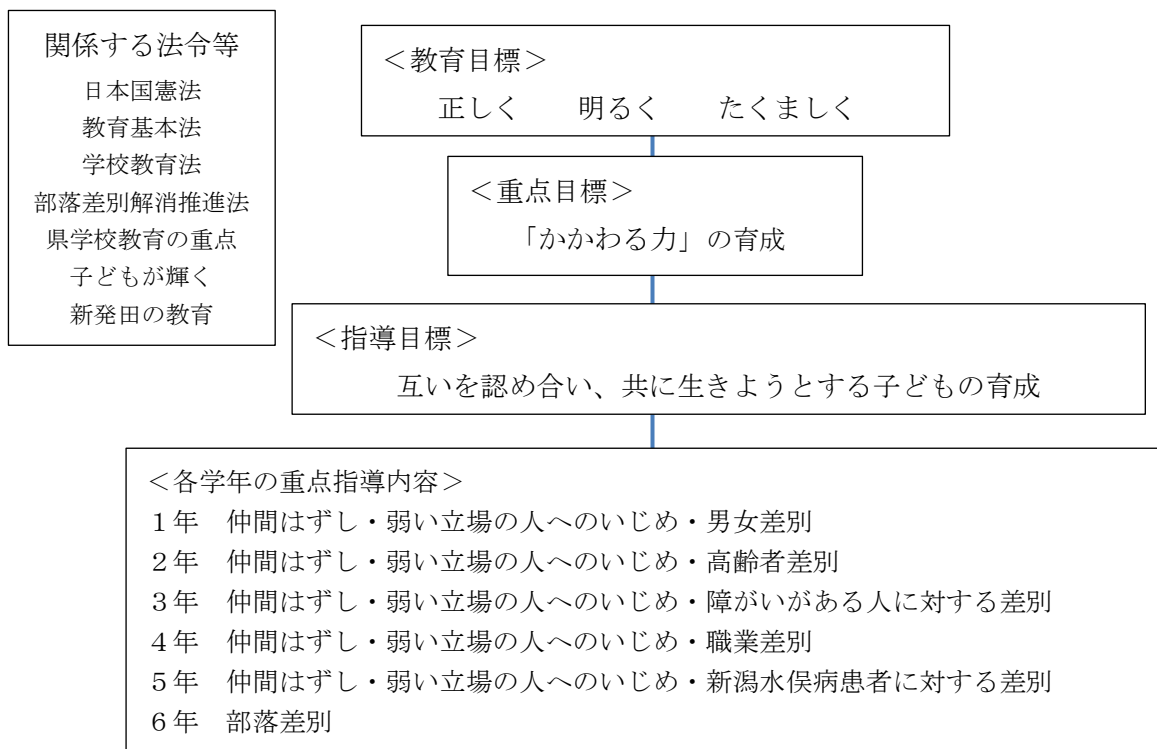 関係する法令等
日本国憲法
教育基本法
学校教育法
部落差別解消推進法
県学校教育の重点
子どもが輝く
新発田の教育
＜教育目標＞
正しく　　明るく　　たくましく
＜重点目標＞
「かかわる力」の育成
＜指導目標＞
互いを認め合い、共に生きようとする子どもの育成
＜各学年の重点指導内容＞
１年　仲間はずし・弱い立場の人へのいじめ・男女差別
２年　仲間はずし・弱い立場の人へのいじめ・高齢者差別
３年　仲間はずし・弱い立場の人へのいじめ・障がいがある人に対する差別
４年　仲間はずし・弱い立場の人へのいじめ・職業差別
５年　仲間はずし・弱い立場の人へのいじめ・新潟水俣病患者に対する差別
６年　部落差別